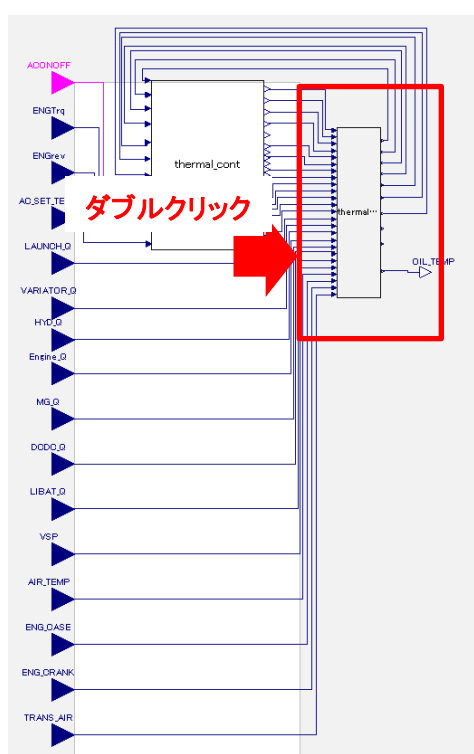 ACONOFF
ENGTrq
ENGrev
thermal_cont
AC_SET_TE
ダブルクリック
thermal…
LAUNCH_Q
OIL_TEMP
VARIATOR_Q
HYD_Q
Engine_Q
MG_Q
DCDC_Q
LIBAT_Q
VSP
AIR_TEMP
ENG_CASE
ENG_CRANK
TRANS_AIR